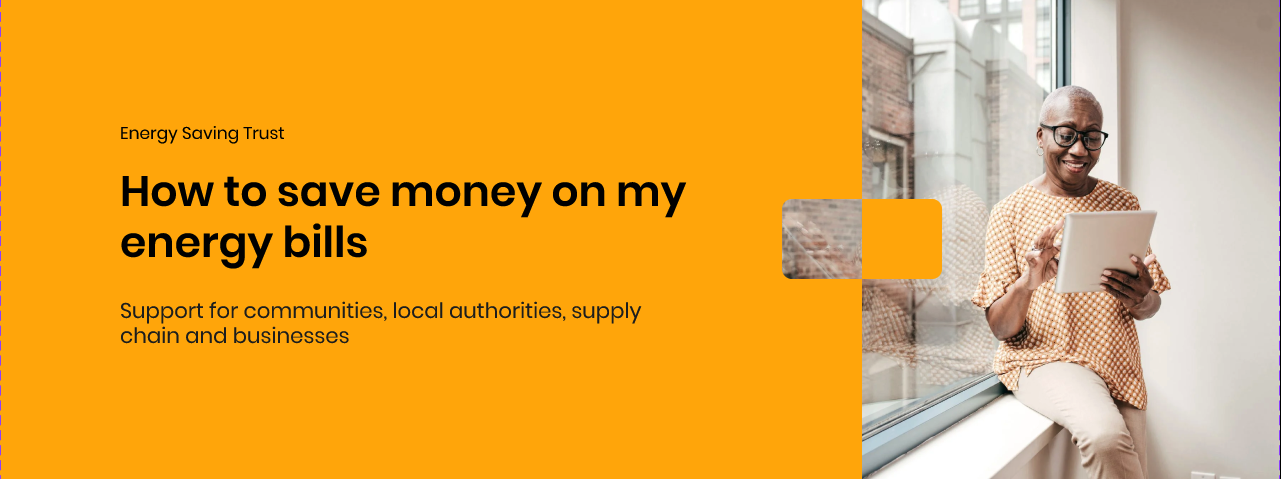 Energy Saving Trust
How to save money on my
energy bills
Support for communities, local authorities, supply
chain and businesses